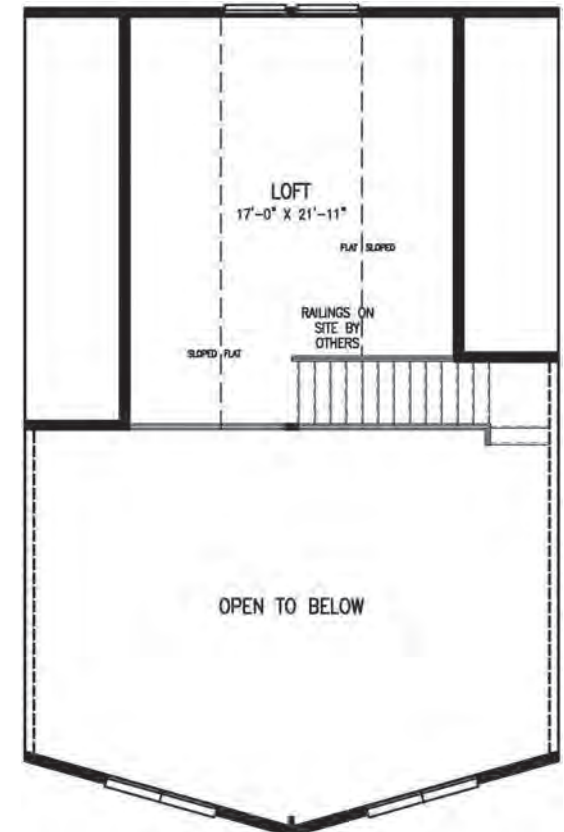 LOFT
17'-0" X 21'-11"
FLAT SLOPED
RAILINGS ON
SITE BY
OTHERS
SLOPED FLAT
OPEN TO BELOW